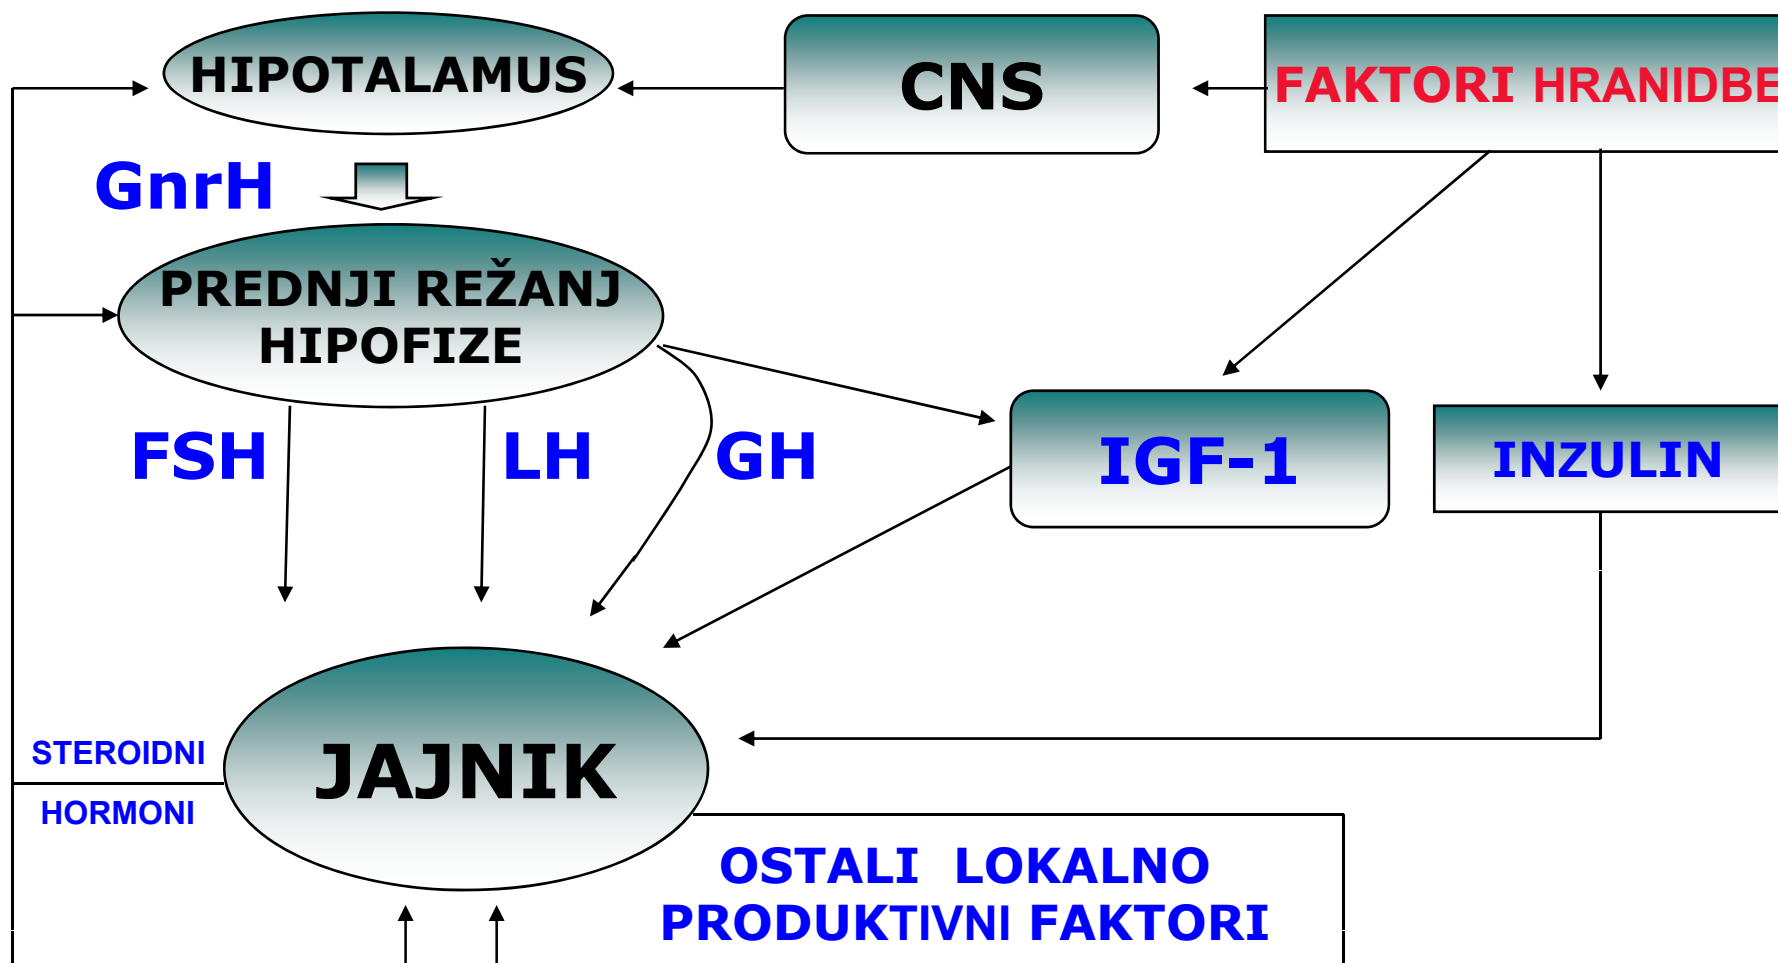 HIPOTALAMUS
CNS
FAKTORI HRANIDBE
GnrH
PREDNJI REŽANJ
HIPOFIZE
FSH
LH
GH
IGF-1
INZULIN
STEROIDNI
HORMONI
JAJNIK
OSTALI LOKALNO
PRODUKTIVNI FAKTORI